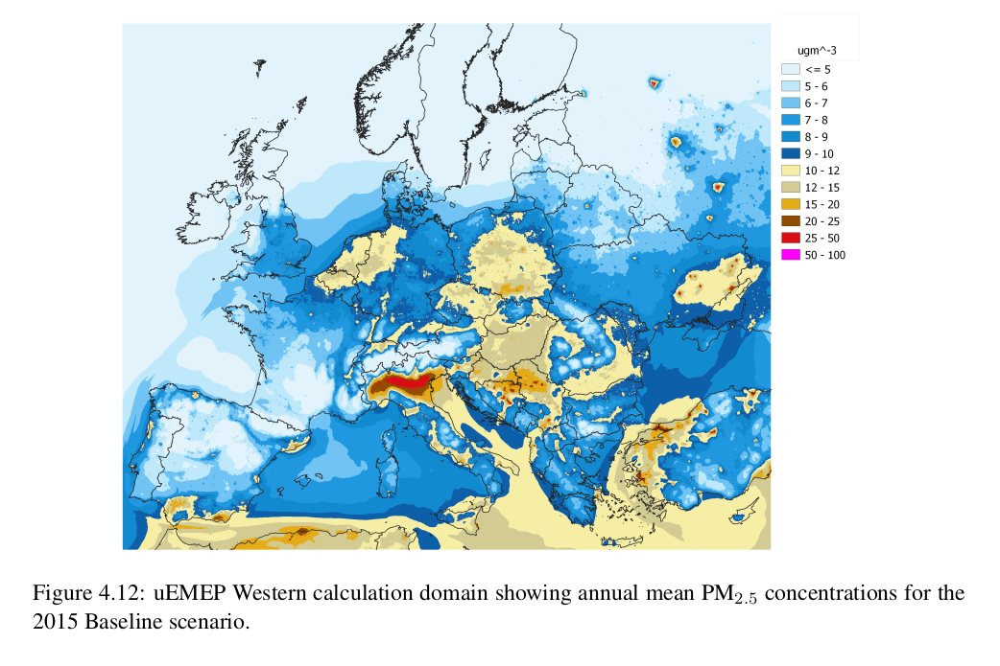 ugm^-3
<= 5
5 - 6
6 - 7
7 - 8
8 - 9
9 - 10
10 - 12
12 - 15
15 - 20
20 - 25
25 - 50
50 - 100
Figure 4.12: uEMEP Western calculation domain showing annual mean PM2.5 concentrations for the
2015 Baseline scenario.